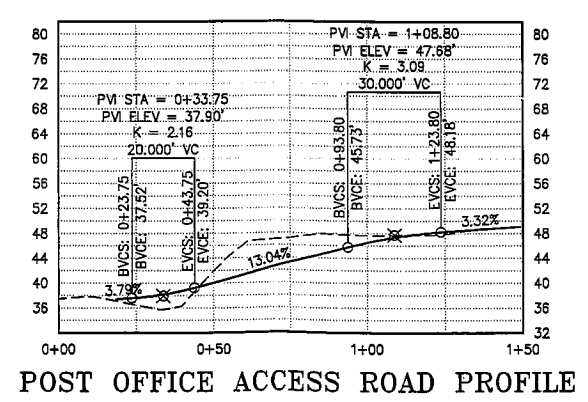 80
76
72
68
64
60
56
52
48
44
40
36
PVI STA = 0+33.75
PVI ELEV = 37.90'
K = 2.16
20.000' VC
BVCS: 0+23.75
BVCE: 37.52'
EVCS: 0+43.75
EVCE: 39.20'
3.79%
13.04%
PVI STA = 1+08.80
PVI ELEV = 47.68'
K = 3.09
30.000' VC
BVCS: 0+93.80
BVCE: 45.73'
EVCS: 1+23.80
EVCE: 48.18'
3.32%
80
76
72
68
64
60
56
52
48
44
40
36
32
0+00 0+50 1+00 1+50
POST OFFICE ACCESS ROAD PROFILE